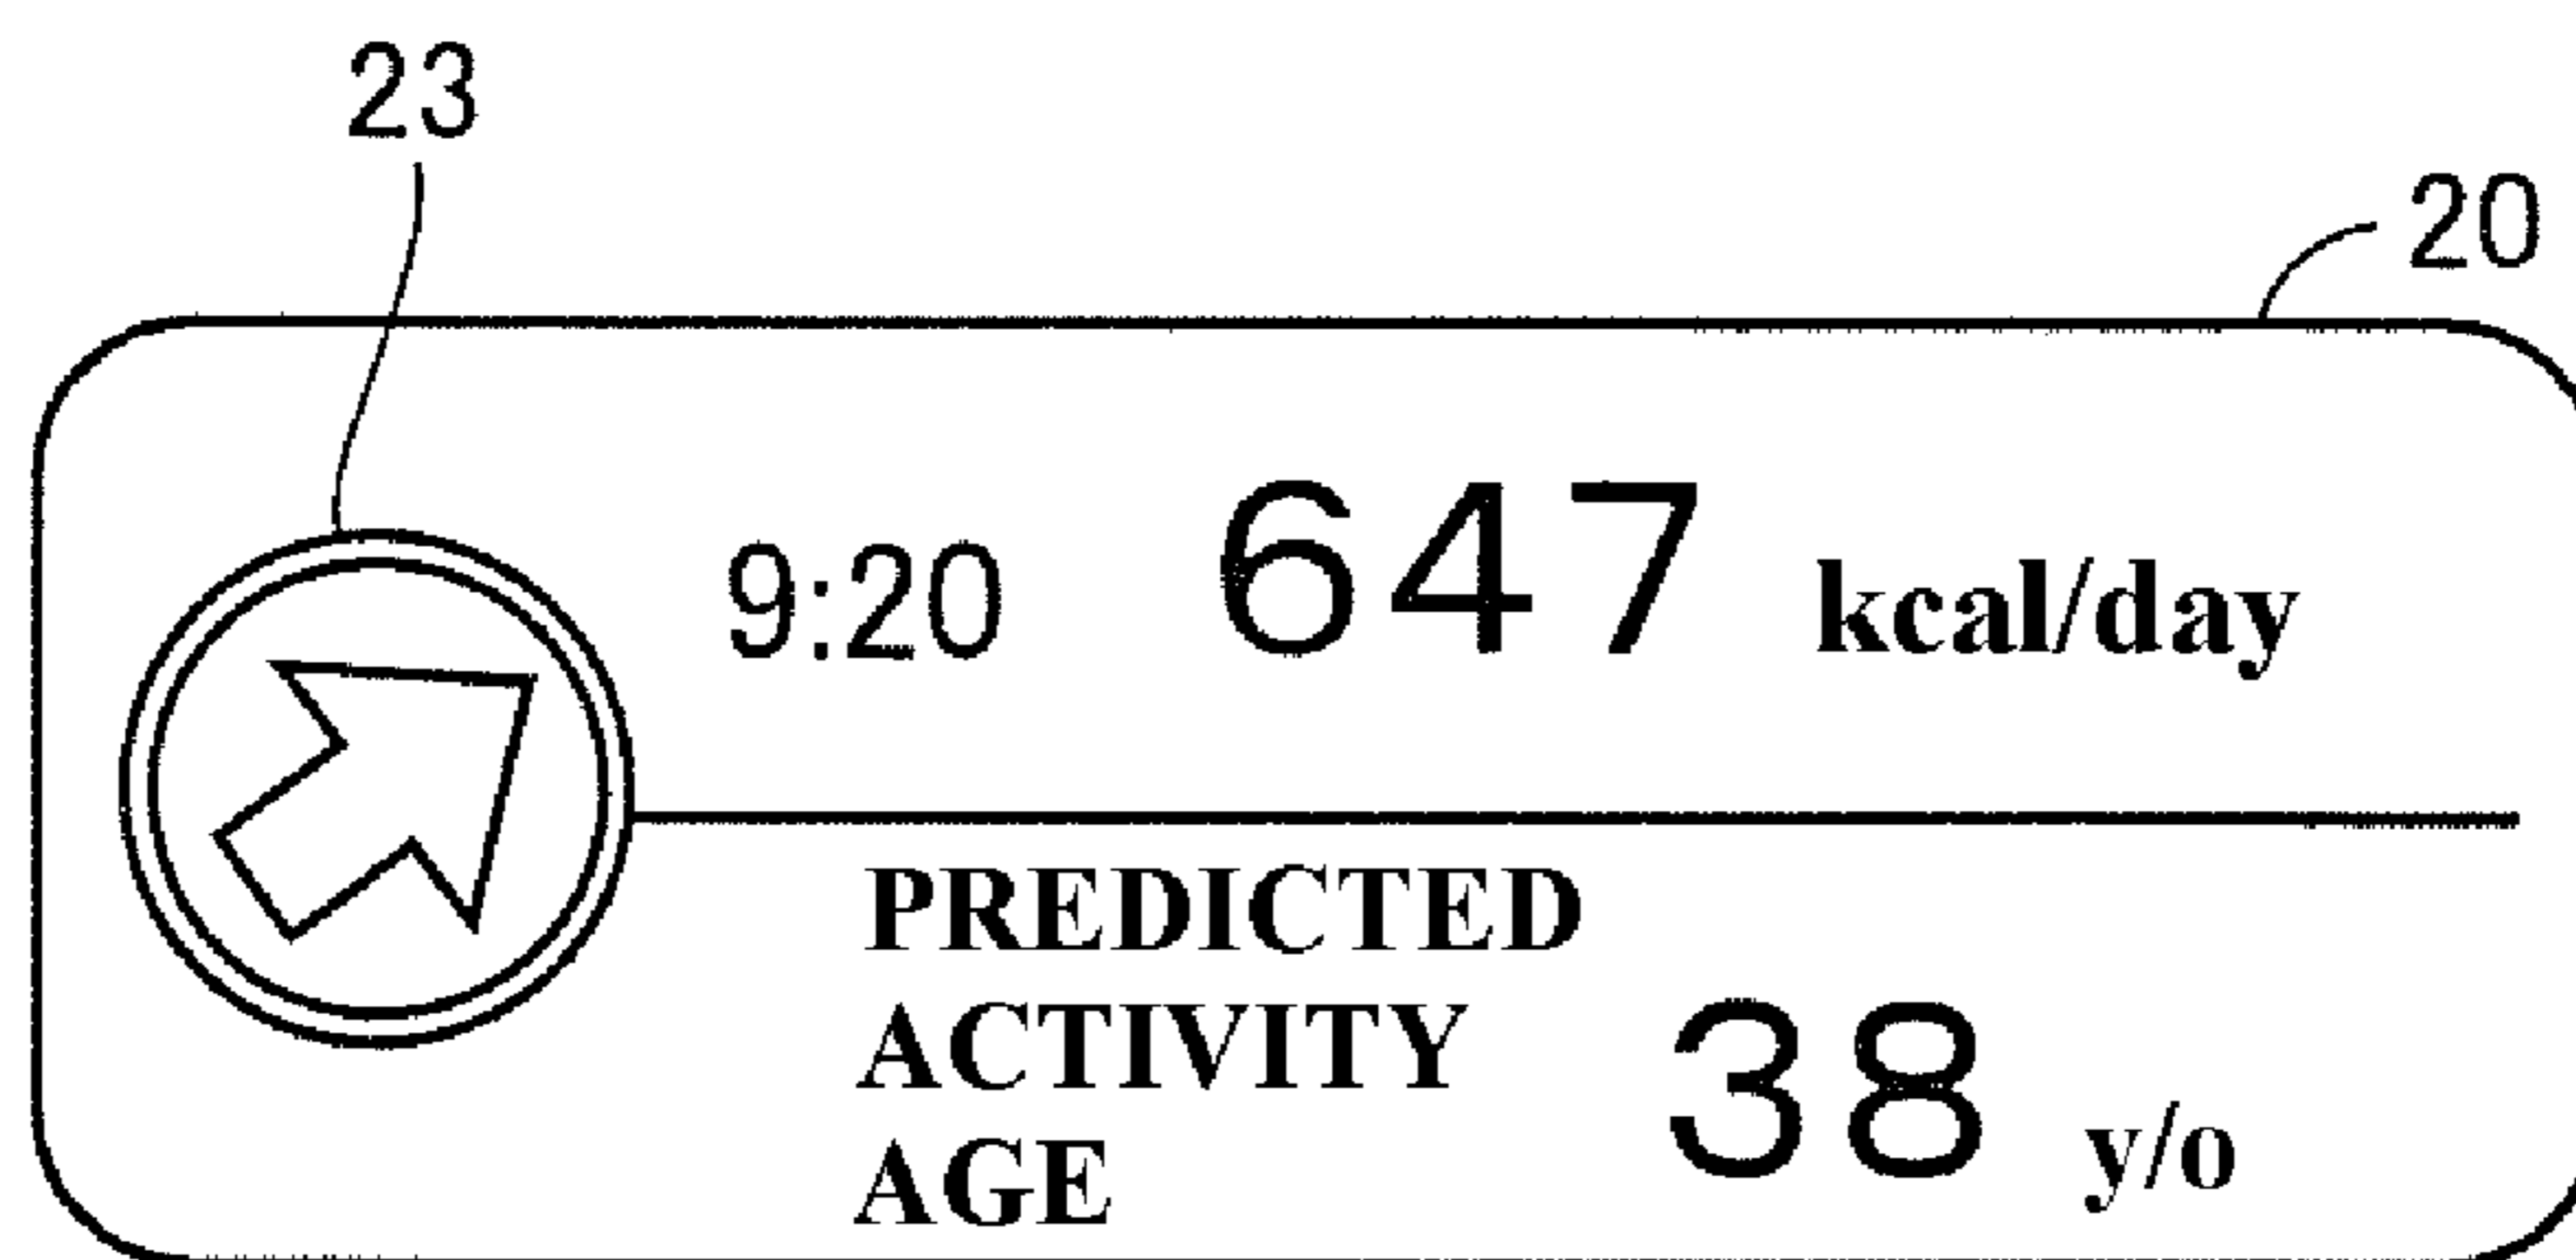 23
20
9:20 647 kcal/day
PREDICTED
ACTIVITY
AGE
38 y/o